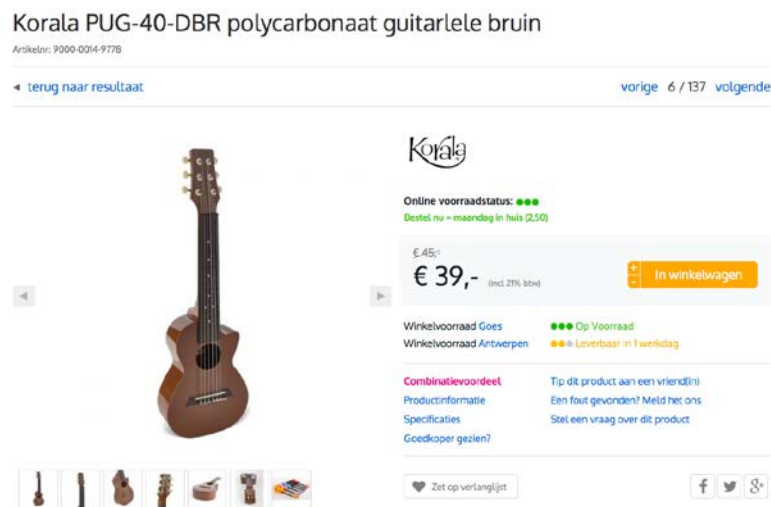 Korala PUG-40-DBR polycarbonaat guitarlele bruin
Artikelnr: 9000-0014-9778
◄ terug naar resultaat
vorige 6 / 137 volgende
Korala
Online voorraadstatus:
Bestel nu = maandag in huis (2,50)
€ 45,-
€ 39,- (incl. 21% btw)
+
-
In winkelwagen
Winkelvoorraad Goes Op Voorraad
Winkelvoorraad Antwerpen Leverbaar in 1 werkdag.
Combinatievoordeel Tip dit product aan een vriend(in)
Productinformatie Een fout gevonden? Meld het ons
Specificaties Stel een vraag over dit product
Goedkoper gezien?
Zet op verlanglijst